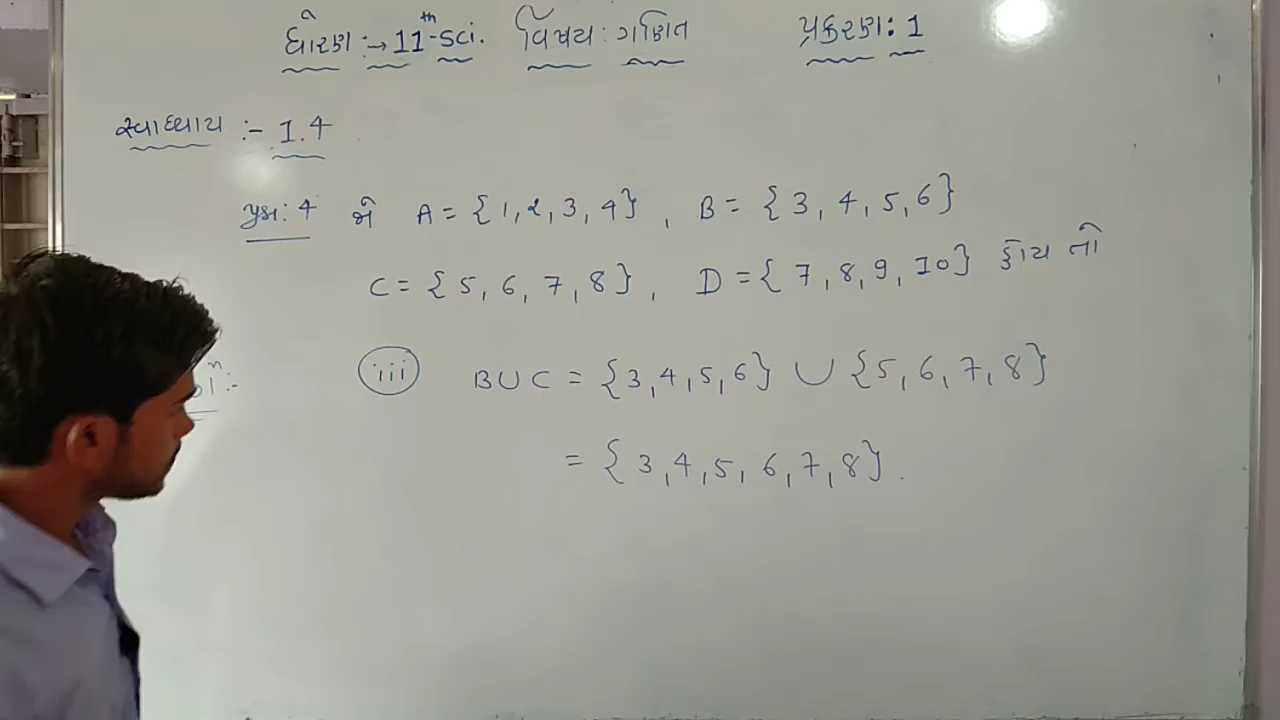 ધોરણ :→ 11th-sci. વિષય : ગણિત પ્રકરણ : 1
સ્વાધ્યાય :- 1.4
પ્રશ્ન : 4 જો A = {1, 2, 3, 4} , B = {3, 4, 5, 6}
C = {5, 6, 7, 8} , D = {7, 8, 9, 10} હોય તો
iii B∪C = {3, 4, 5, 6} ∪ {5, 6, 7, 8}
= {3, 4, 5, 6, 7, 8} .